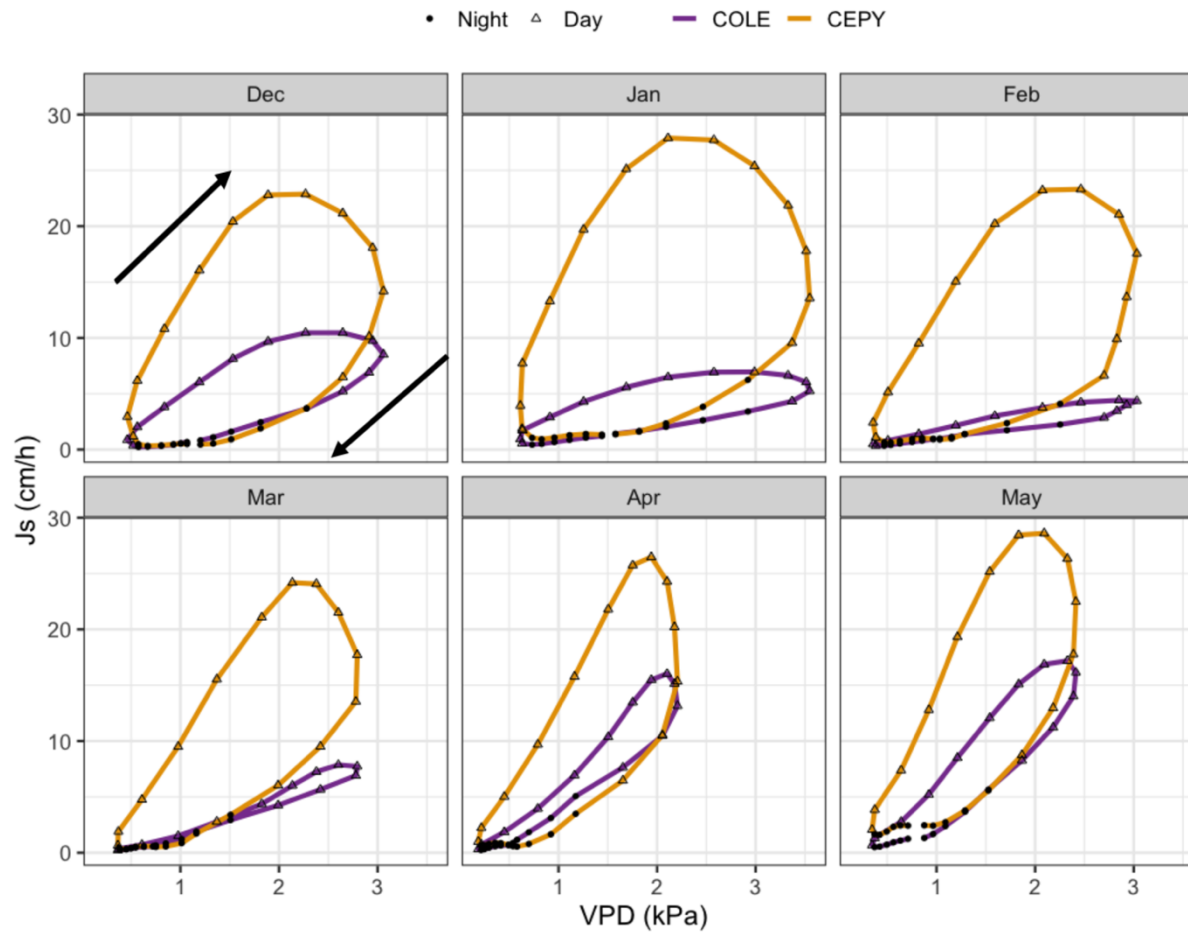 Night Day COLE CEPY
Dec Jan Feb
30
20
10
0
Mar Apr May
30
20
10
0
1 2 3 1 2 3 1 2 3
Js (cm/h)
VPD (kPa)